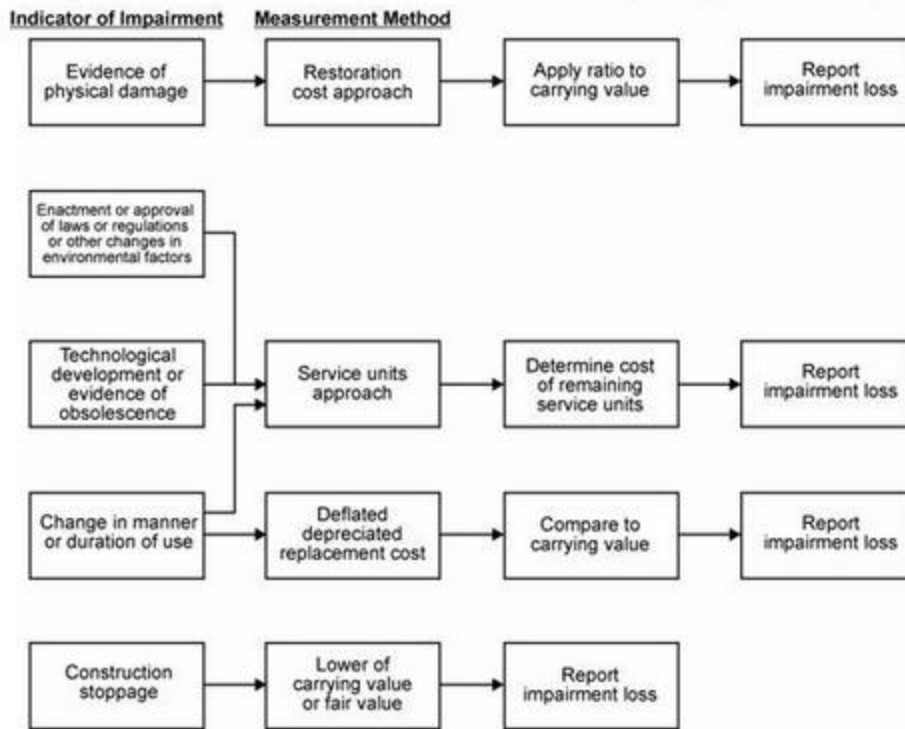 Indicator of Impairment
Measurement Method
Evidence of
physical damage
Restoration
cost approach
Apply ratio to
carrying value
Report
impairment loss
Enactment or approval
of laws or regulations
or other changes in
environmental factors
Technological
development or
evidence of
obsolescence
Service units
approach
Determine cost
of remaining
service units
Report
impairment loss
Change in manner
or duration of use
Deflated
depreciated
replacement cost
Compare to
carrying value
Report
impairment loss
Construction
stoppage
Lower of
carrying value
or fair value
Report
impairment loss